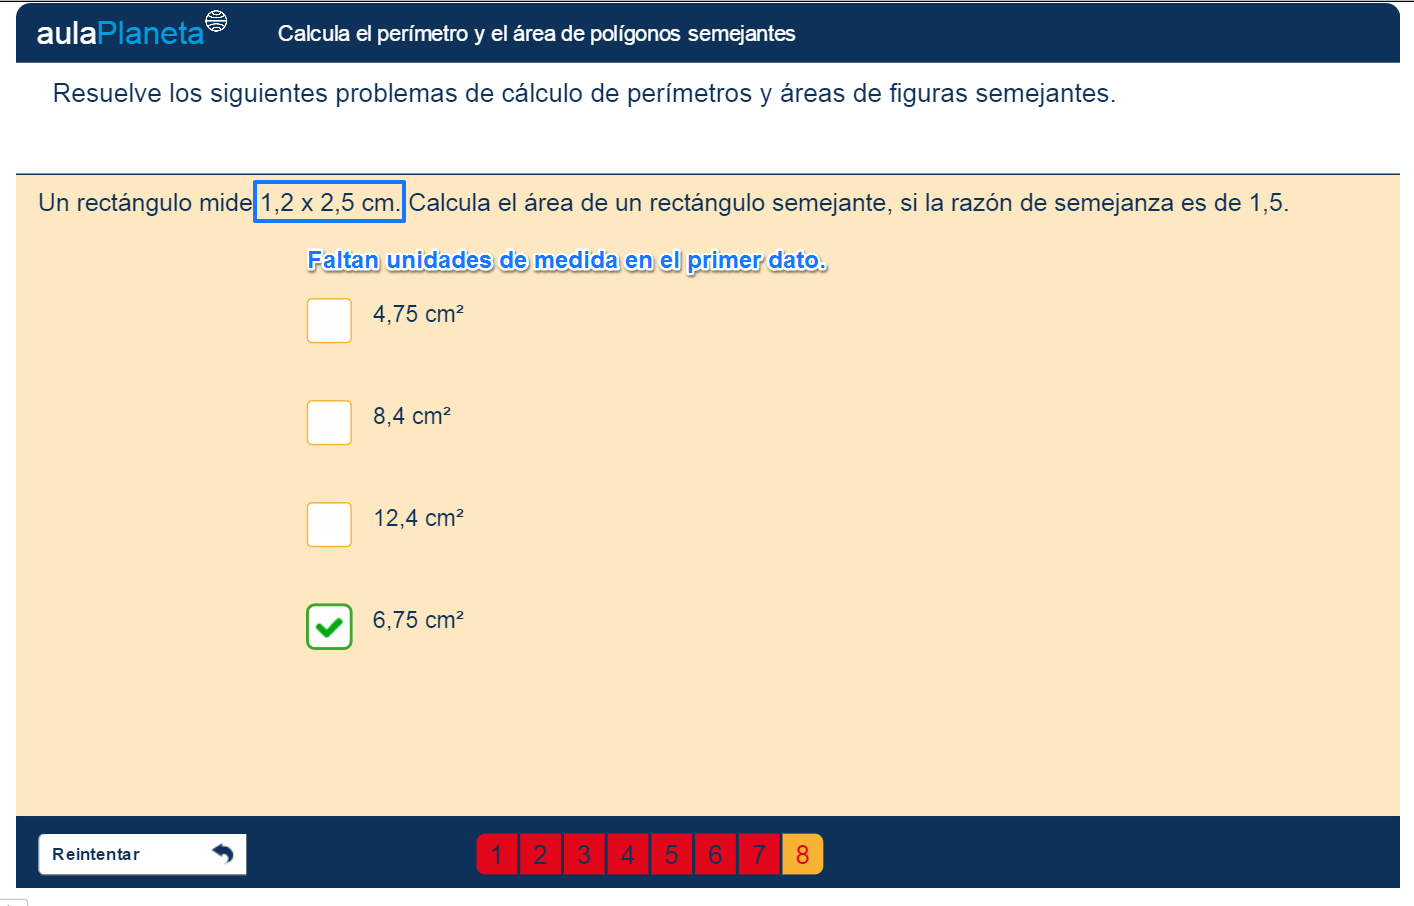 aulaPlaneta Calcula el perímetro y el área de polígonos semejantes
Resuelve los siguientes problemas de cálculo de perímetros y áreas de figuras semejantes.
Un rectángulo mide 1,2 x 2,5 cm. Calcula el área de un rectángulo semejante, si la razón de semejanza es de 1,5.
Faltan unidades de medida en el primer dato.
4,75 cm²
8,4 cm²
12,4 cm²
6,75 cm²
Reintentar 1 2 3 4 5 6 7 8